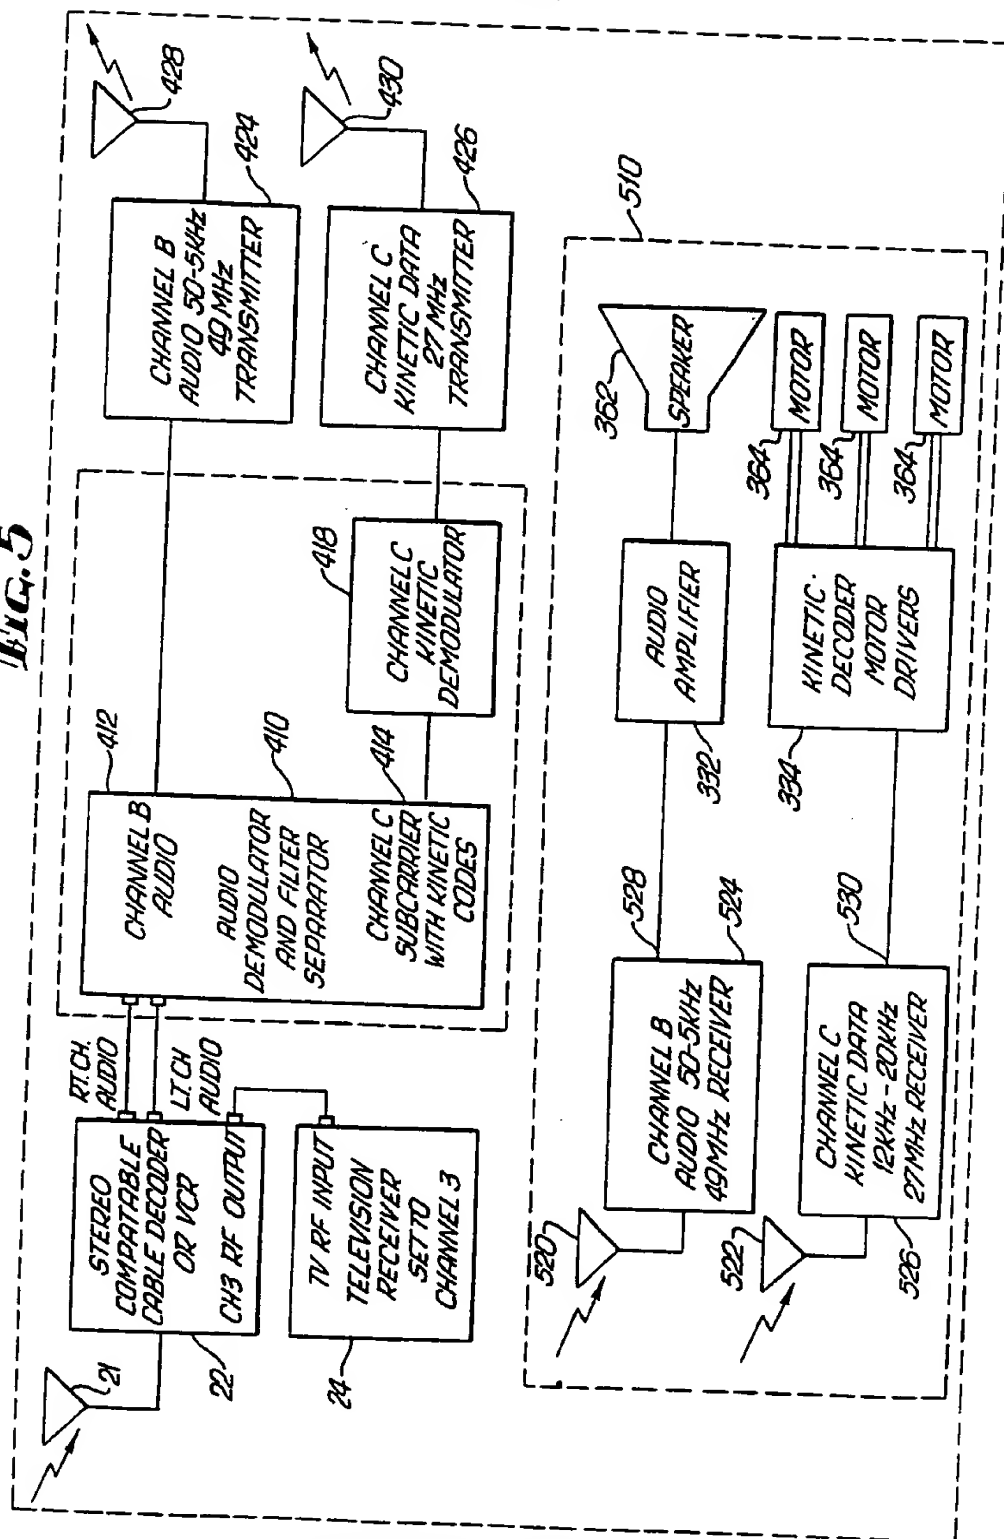 FIG. 5
21
STEREO
COMPATABLE
CABLE DECODER
OR VCR
CH3 RF OUTPUT
22
RT. CH.
AUDIO
LT. CH
AUDIO
TV RF INPUT
TELEVISION
RECEIVER
SET TO
CHANNEL 3
24
412
CHANNEL B
AUDIO
AUDIO
DEMODULATOR
AND FILTER
SEPARATOR
410
CHANNEL C
SUBCARRIER
WITH KINETIC
CODES
414
418
CHANNEL C
KINETIC
DEMODULATOR
CHANNEL B
AUDIO 50-5KHz
49 MHz
TRANSMITTER
424
428
CHANNEL C
KINETIC DATA
27 MHz
TRANSMITTER
426
430
510
520
CHANNEL B
AUDIO 50-5KHz
49MHz RECEIVER
524
528
AUDIO
AMPLIFIER
332
362
SPEAKER
522
CHANNEL C
KINETIC DATA
12KHz-20KHz
27MHz RECEIVER
526
530
KINETIC
DECODER
MOTOR
DRIVERS
334
364
MOTOR
364
MOTOR
364
MOTOR